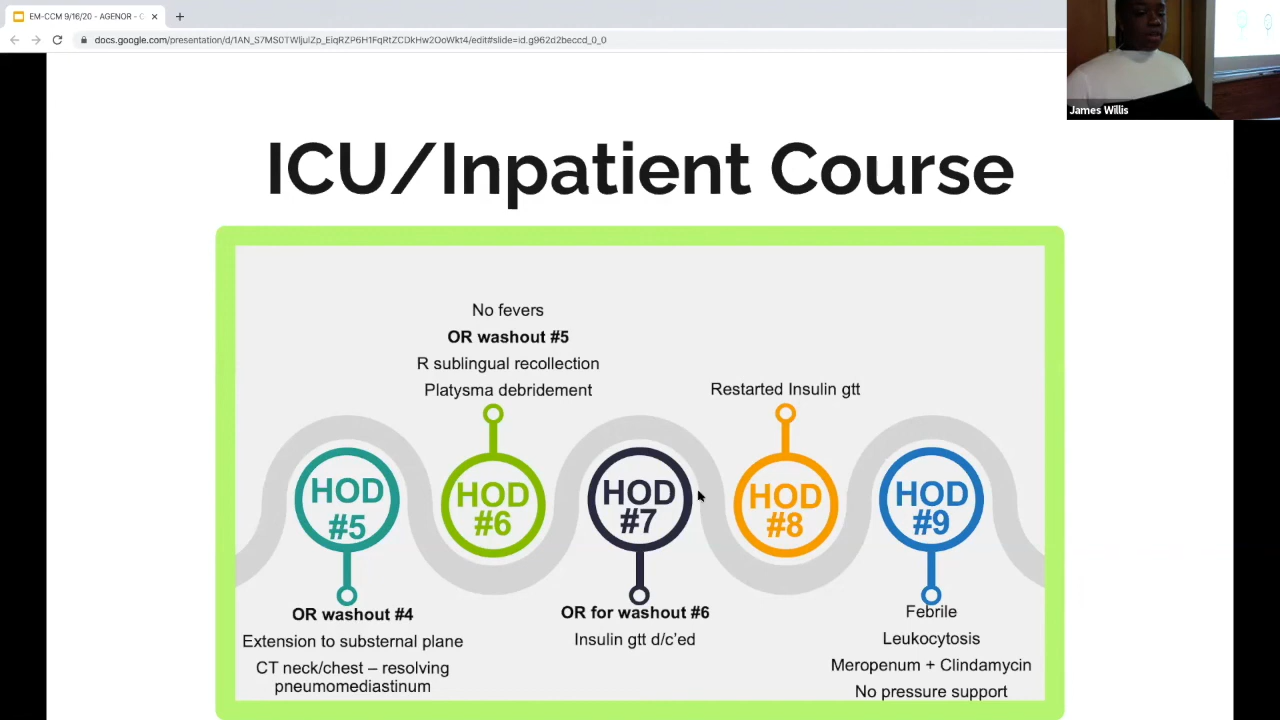 EM-CCM 9/16/20 - AGENOR - C
docs.google.com/presentation/d/1AN_S7MS0TWljulZp_EiqRZP6H1FqRtZCDkHw2OoWkt4/edit#slide=id.g962d2beccd_0_0
James Willis
ICU/Inpatient Course
No fevers
OR washout #5
R sublingual recollection
Platysma debridement
Restarted Insulin gtt
HOD
#5
HOD
#6
HOD
#7
HOD
#8
HOD
#9
OR washout #4
Extension to substernal plane
CT neck/chest – resolving
pneumomediastinum
OR for washout #6
Insulin gtt d/c’ed
Febrile
Leukocytosis
Meropenum + Clindamycin
No pressure support